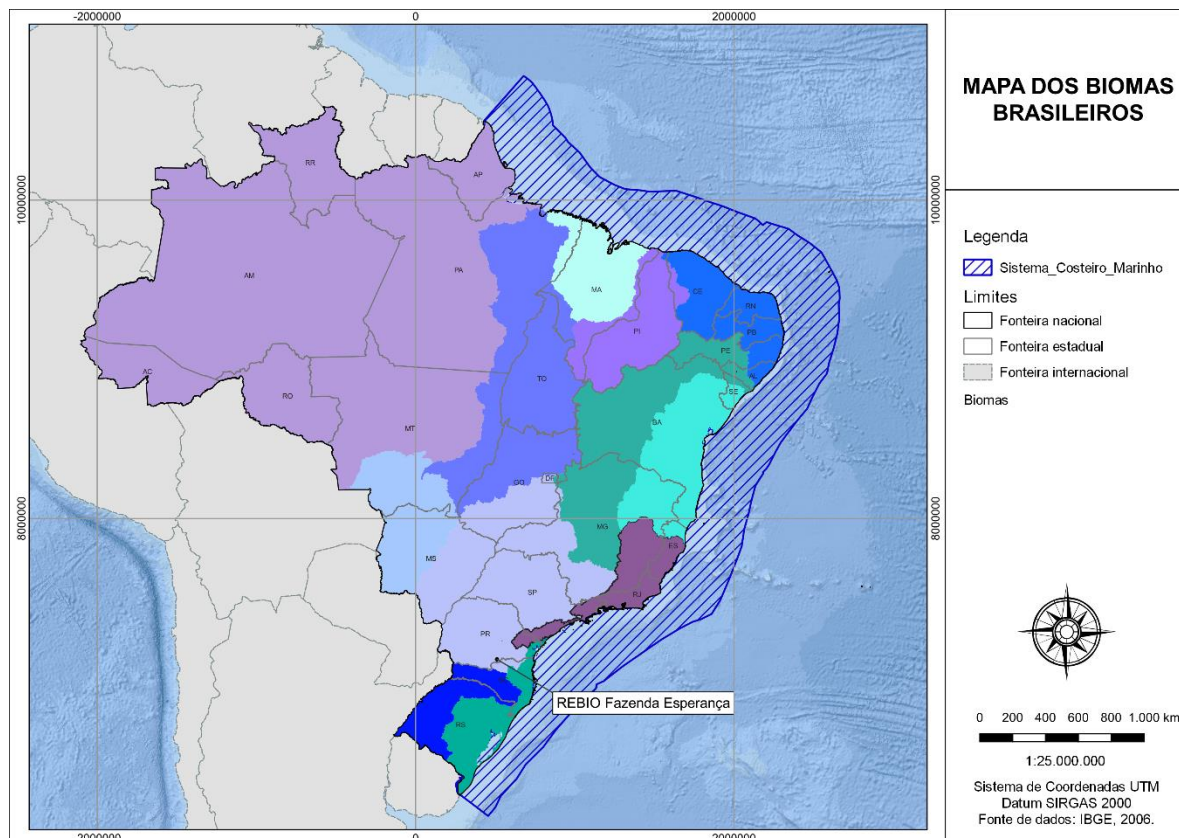 -2000000
0
2000000
MAPA DOS BIOMAS
BRASILEIROS
10000000
10000000
8000000
8000000
RR
AP
AM
PA
MA
CE
RN
PB
PI
PE
AC
RO
TO
SE
BA
MT
GO
DF
MG
ES
MS
SP
RJ
PR
RS
REBIO Fazenda Esperança
-2000000
0
2000000
Legenda
Sistema_Costeiro_Marinho
Limites
Fonteira nacional
Fonteira estadual
Fonteira internacional
Biomas
0 200 400 600 800 1.000 km
1:25.000.000
Sistema de Coordenadas UTM
Datum SIRGAS 2000
Fonte de dados: IBGE, 2006.